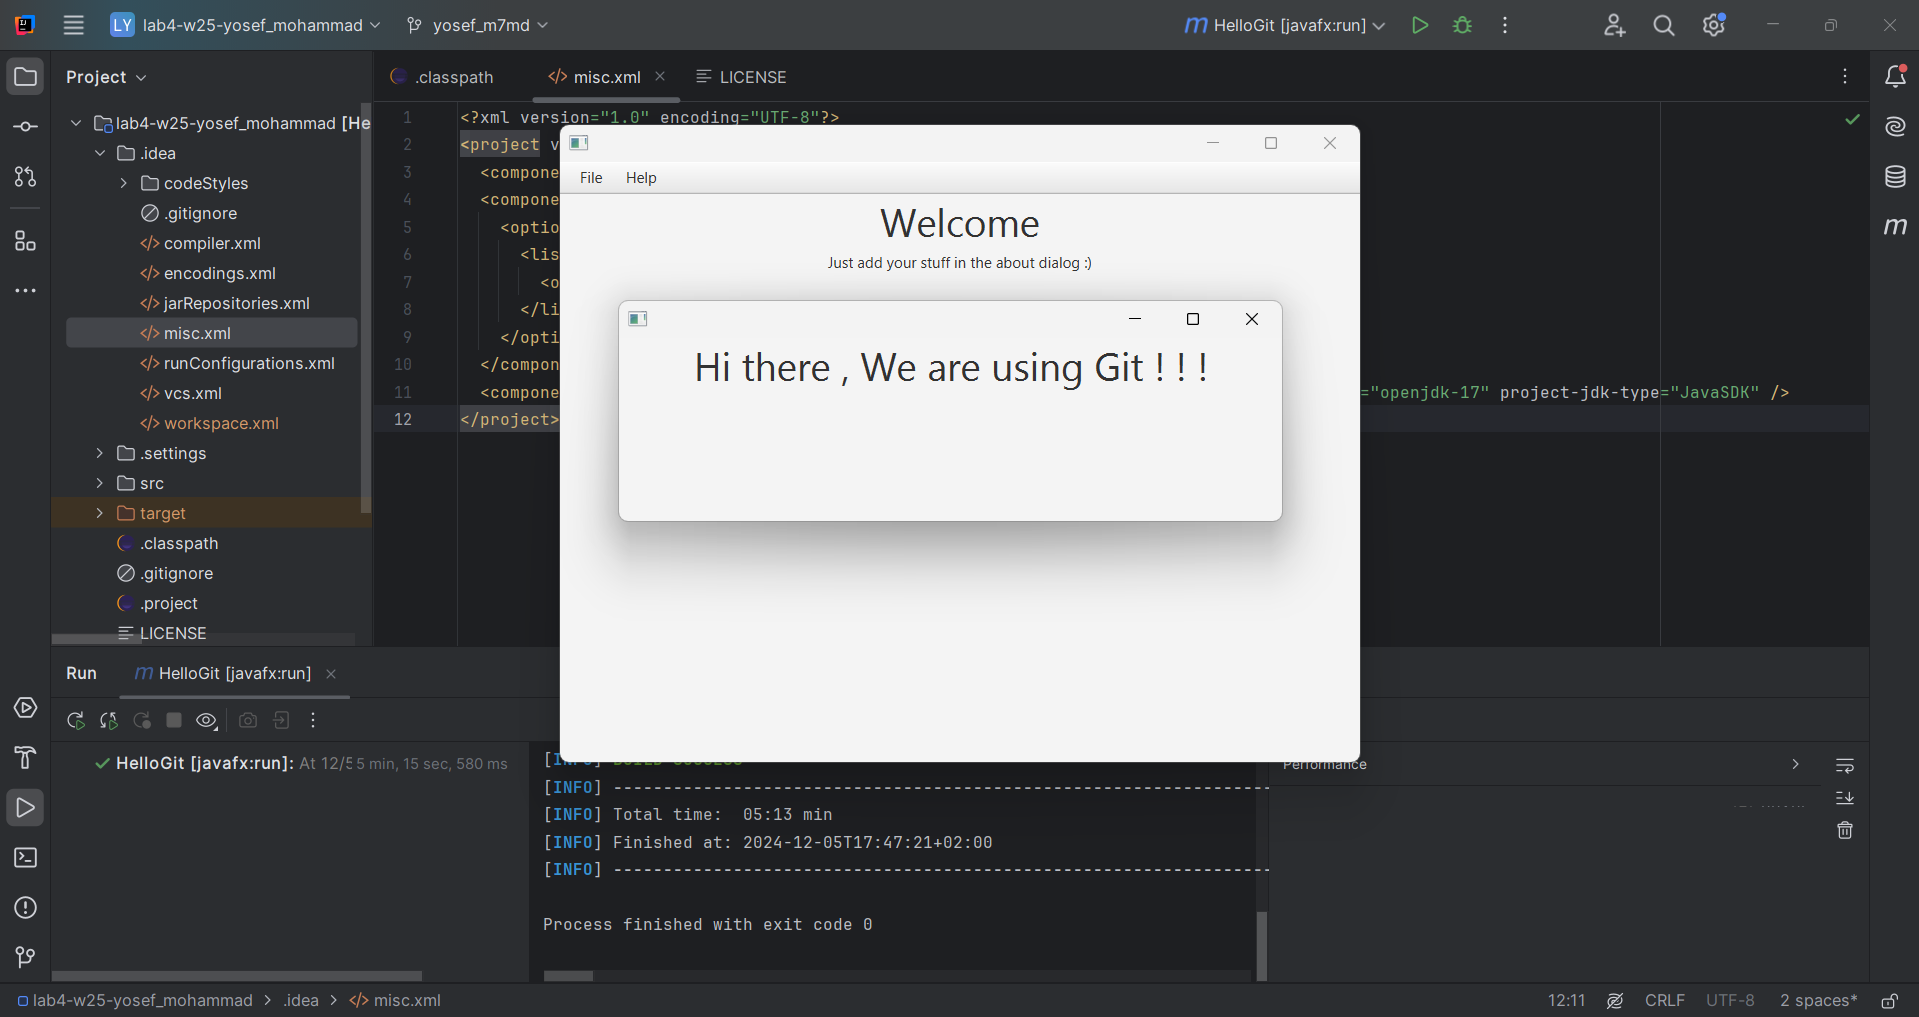 LY lab4-w25-yosef_mohammad yosef_m7md HelloGit [javafx:run]
Project
.classpath misc.xml LICENSE
lab4-w25-yosef_mohammad [He
.idea
codeStyles
.gitignore
compiler.xml
encodings.xml
jarRepositories.xml
misc.xml
runConfigurations.xml
vcs.xml
workspace.xml
.settings
src
target
.classpath
.gitignore
.project
LICENSE
1 <?xml version="1.0" encoding="UTF-8"?>
2 <project v
3 <compone
4 <compone
5 <optio
6 <lis
7 <o
8 </li
9 </opti
10 </compon
11 <compone ="openjdk-17" project-jdk-type="JavaSDK" />
12 </project>
File Help
Welcome
Just add your stuff in the about dialog :)
Hi there , We are using Git ! ! !
Run HelloGit [javafx:run]
HelloGit [javafx:run]: At 12/5 5 min, 15 sec, 580 ms
[INFO] BUILD SUCCESS
[INFO] ------------------------------------------------------------------
[INFO] Total time: 05:13 min
[INFO] Finished at: 2024-12-05T17:47:21+02:00
[INFO] ------------------------------------------------------------------
Process finished with exit code 0
Performance
lab4-w25-yosef_mohammad > .idea > misc.xml
12:11 CRLF UTF-8 2 spaces*